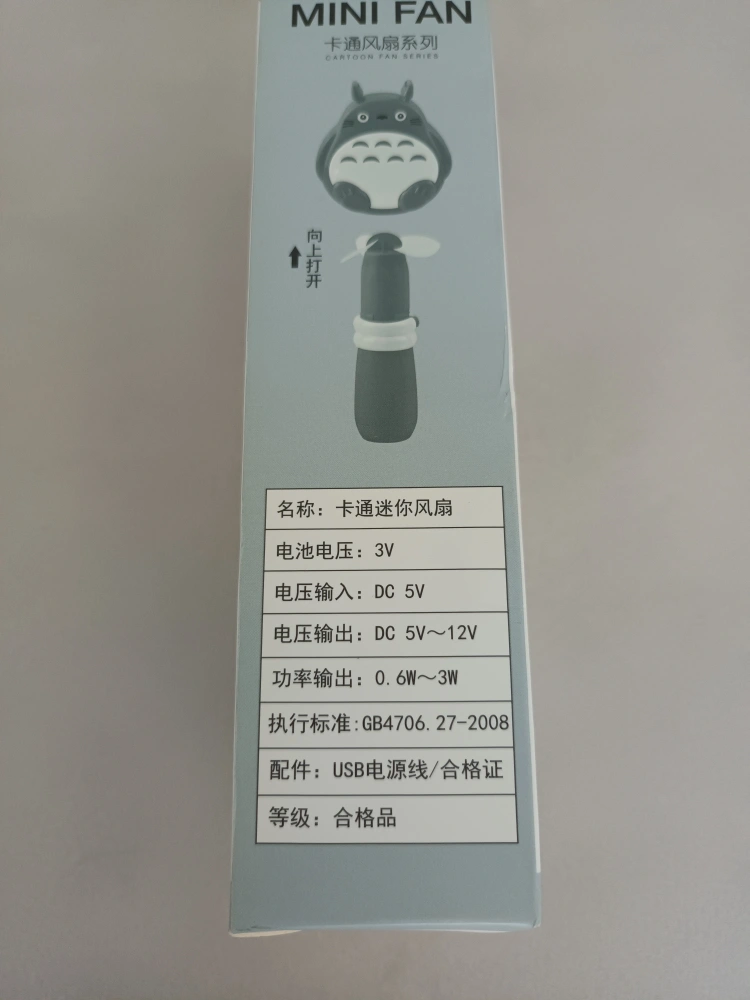 MINI FAN
卡通风扇系列
CARTOON FAN SERIES
向上打开
名称：卡通迷你风扇
电池电压：3V
电压输入：DC 5V
电压输出：DC 5V～12V
功率输出：0.6W～3W
执行标准:GB4706.27-2008
配件：USB电源线/合格证
等级：合格品